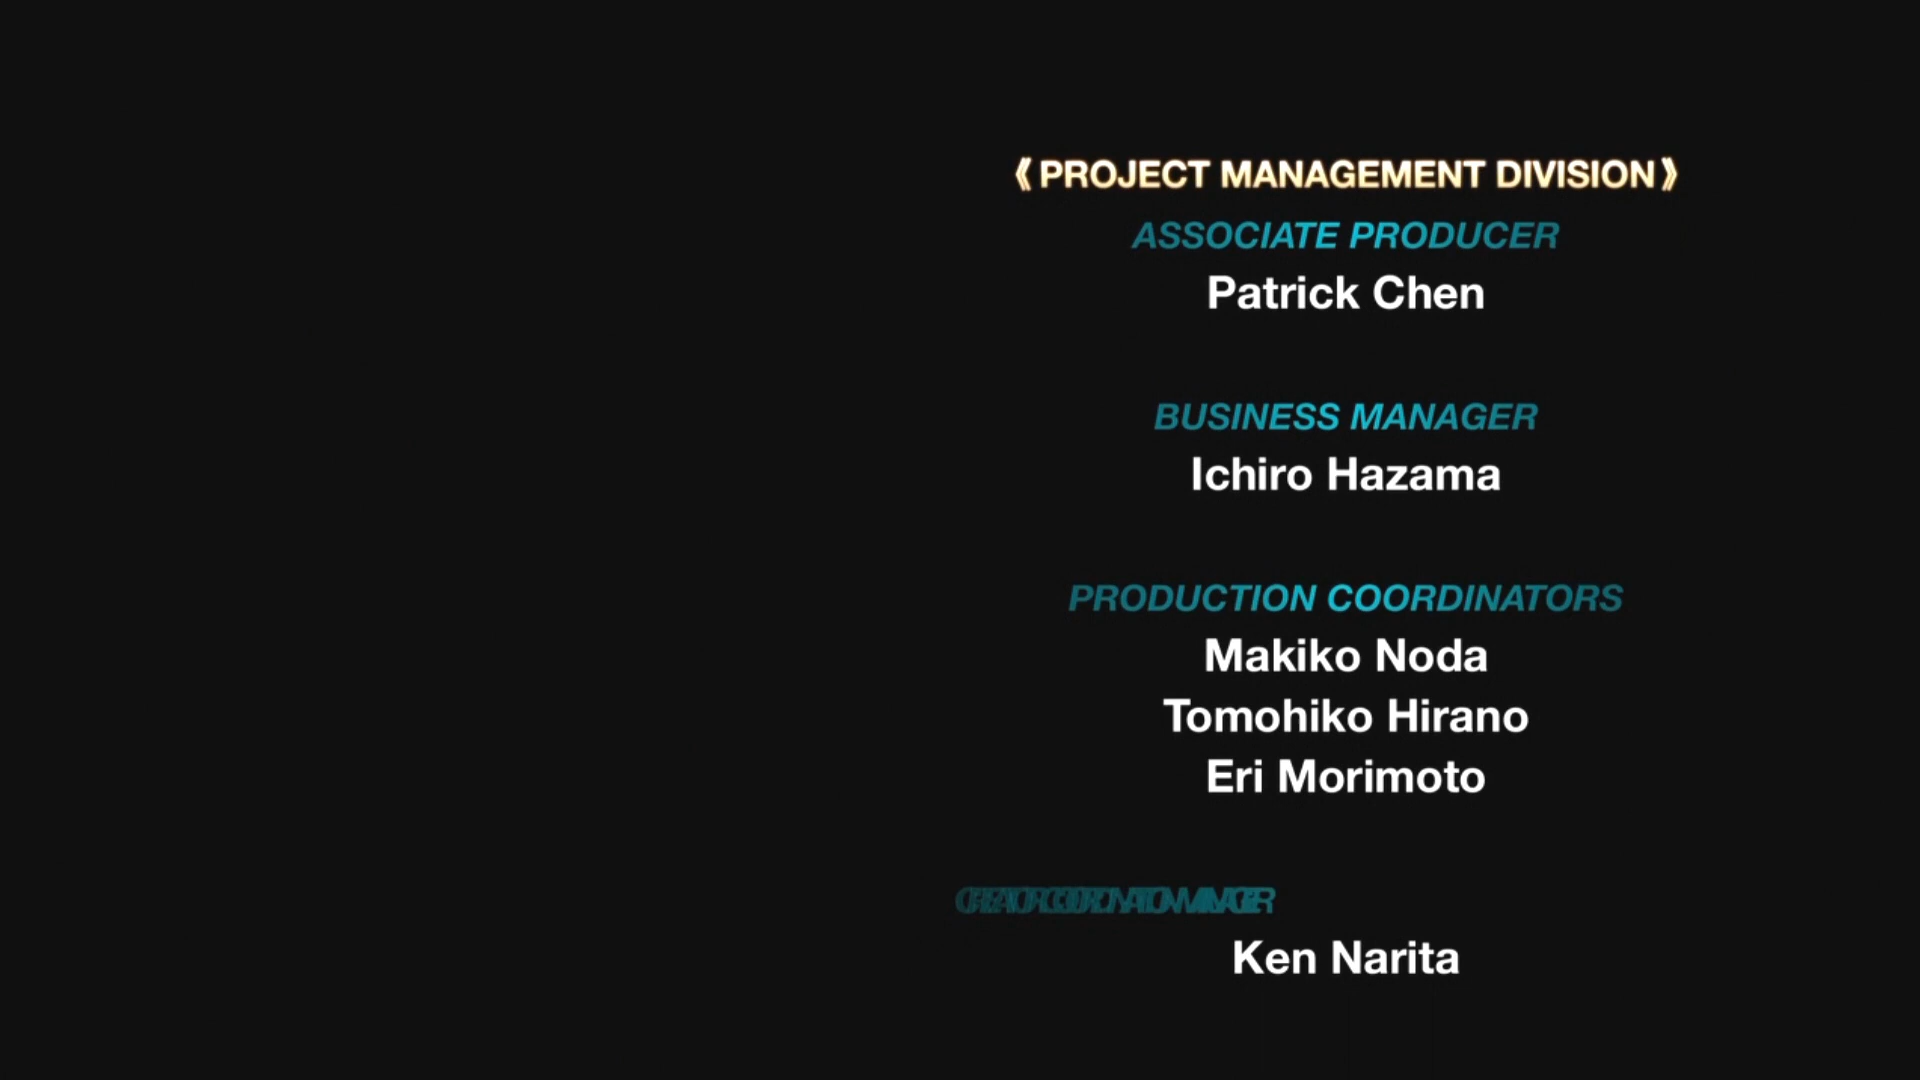 《PROJECT MANAGEMENT DIVISION》
ASSOCIATE PRODUCER
Patrick Chen
BUSINESS MANAGER
Ichiro Hazama
PRODUCTION COORDINATORS
Makiko Noda
Tomohiko Hirano
Eri Morimoto
Ken Narita